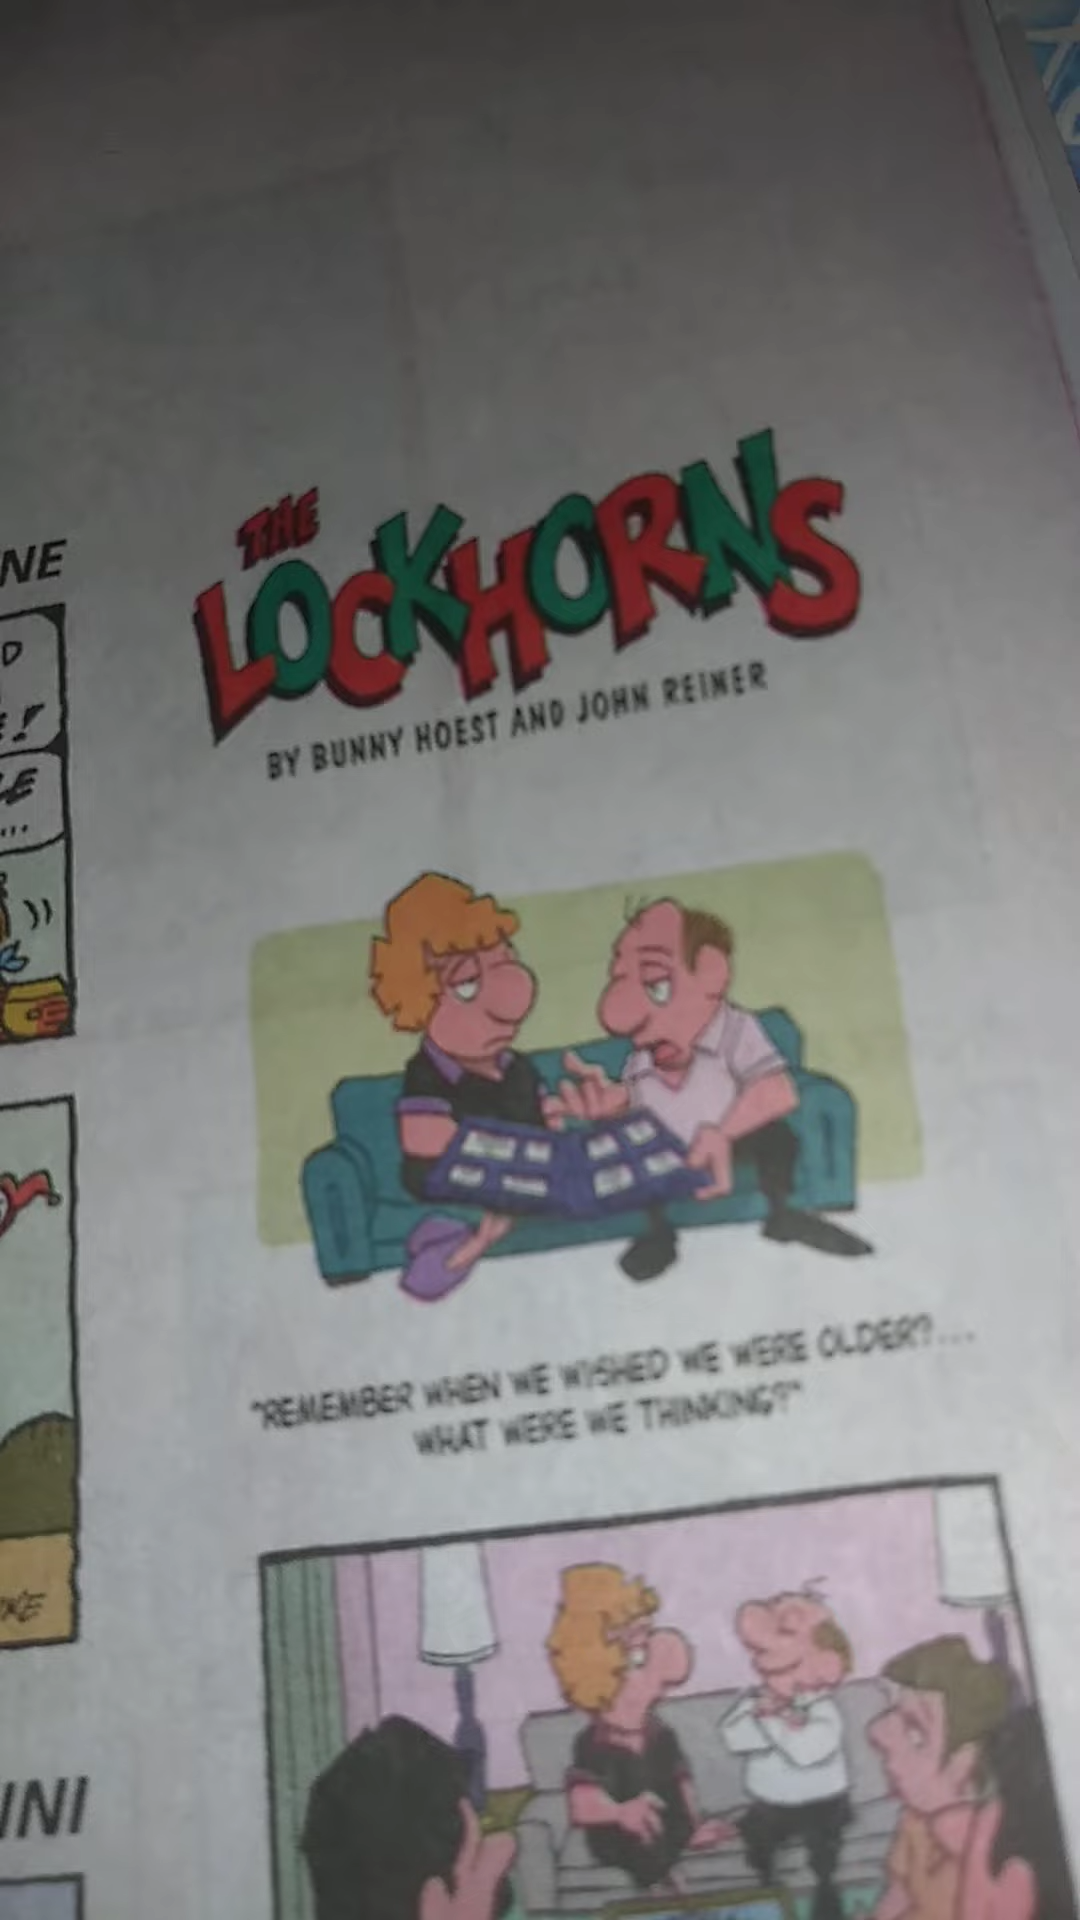 THE
LOCKHORNS
BY BUNNY HOEST AND JOHN REINER
"REMEMBER WHEN WE WISHED WE WERE OLDER?...
WHAT WERE WE THINKING?"
NE
D
E!
LE
...
INI